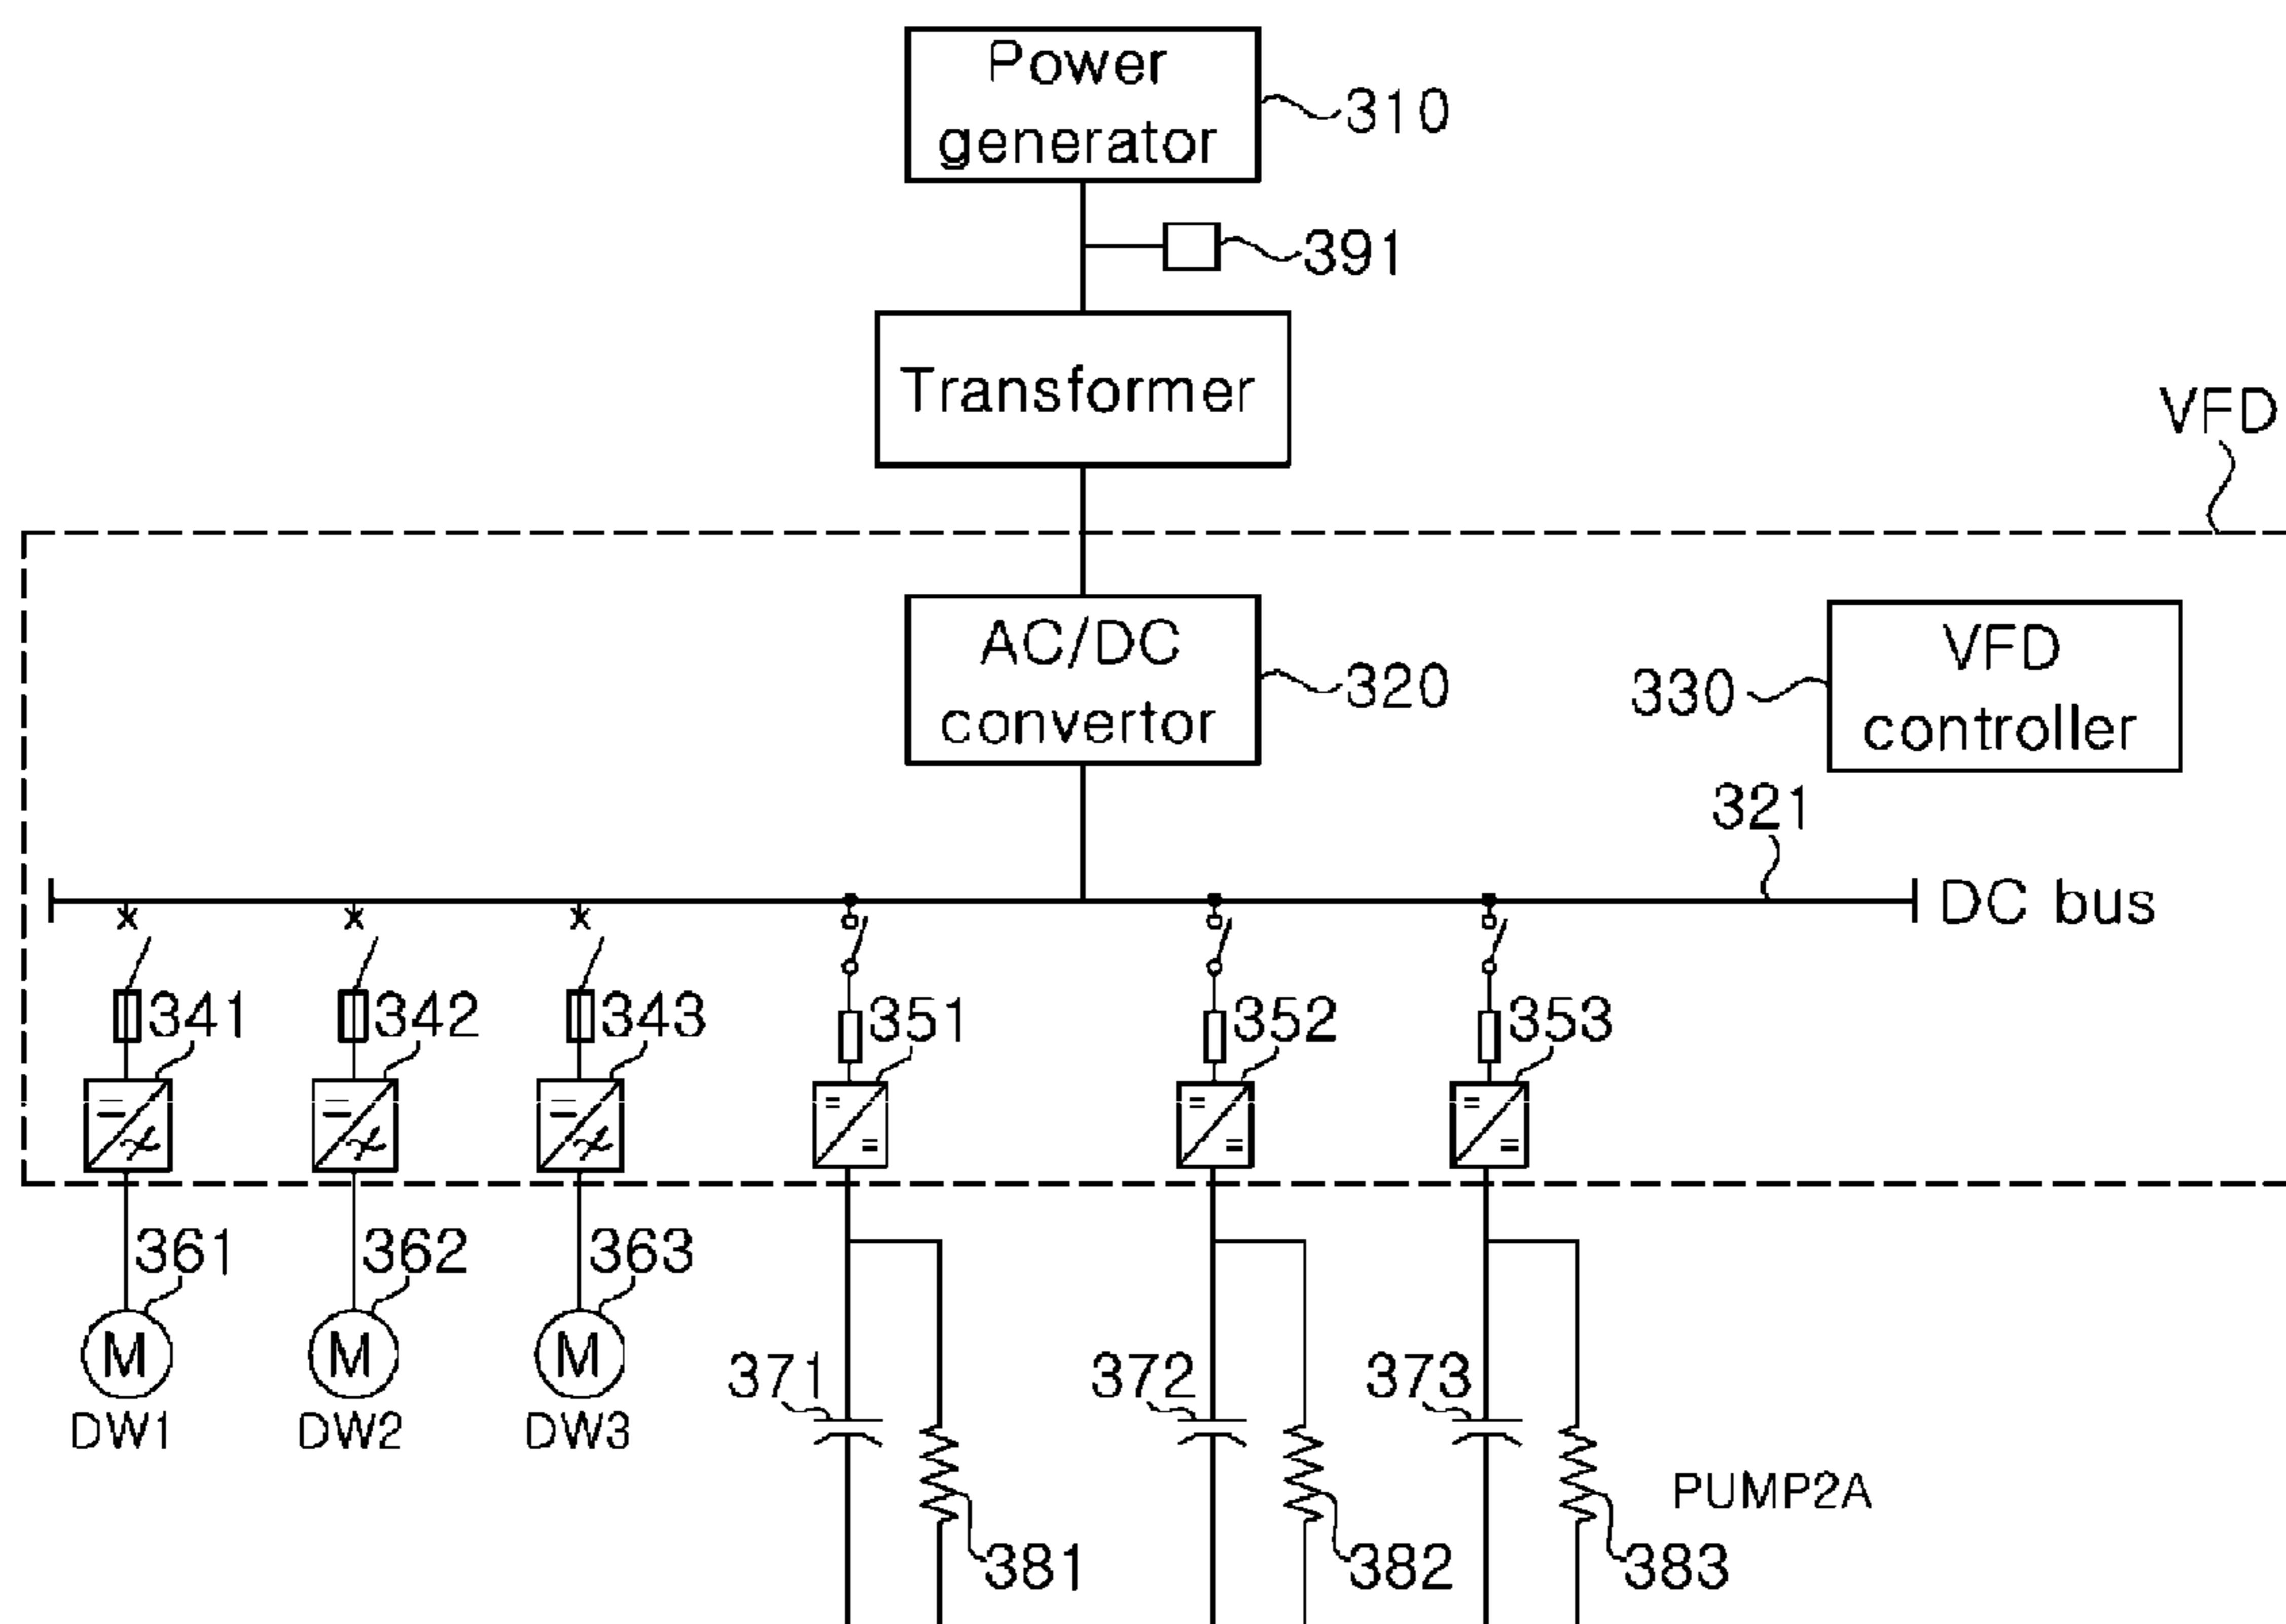 Power
generator
310
391
Transformer
VFD
AC/DC
convertor
320
330
VFD
controller
321
DC bus
341
342
343
351
352
353
361
362
363
M
M
M
DW1
DW2
DW3
371
372
373
PUMP2A
381
382
383